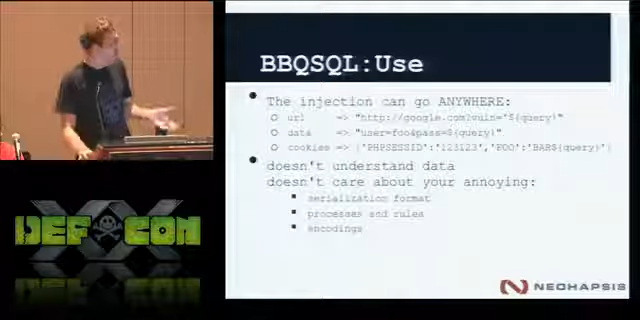 BBQSQL:Use
The injection can go ANYWHERE:
url => "http://google.com?vuln='${query}"
data => "user=foo&pass=${query}"
cookies => {'PHPSESSID':'123123','FOO':'BAR${query}'}
doesn't understand data
doesn't care about your annoying:
serialization format
processes and rules
encodings
DEF CON
XX
NEOHAPSIS